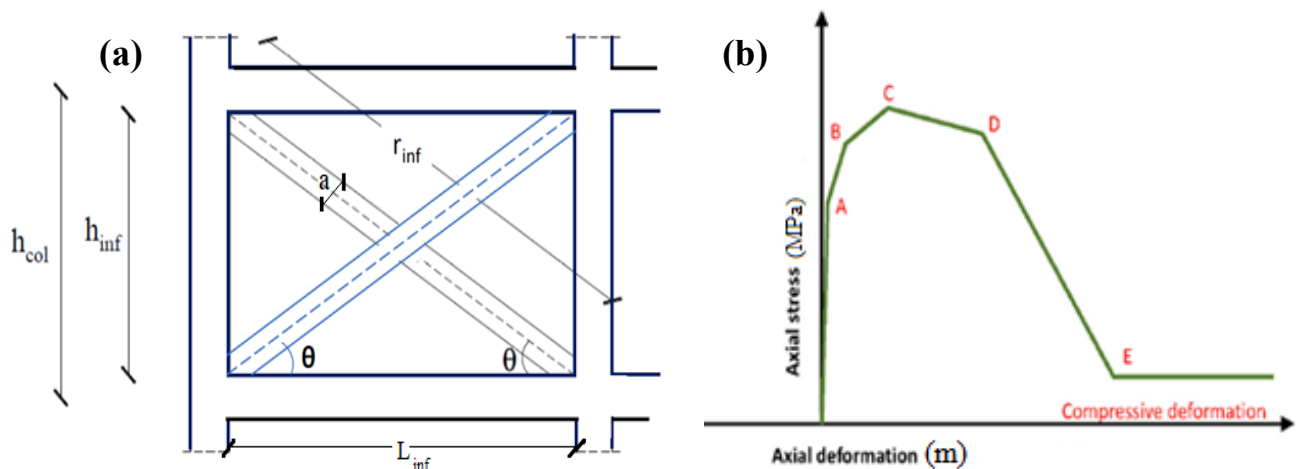 (a)
r_inf
a
h_inf
h_col
θ
θ
L_inf
(b)
C
B
D
A
E
Axial stress (MPa)
Compressive deformation
Axial deformation (m)